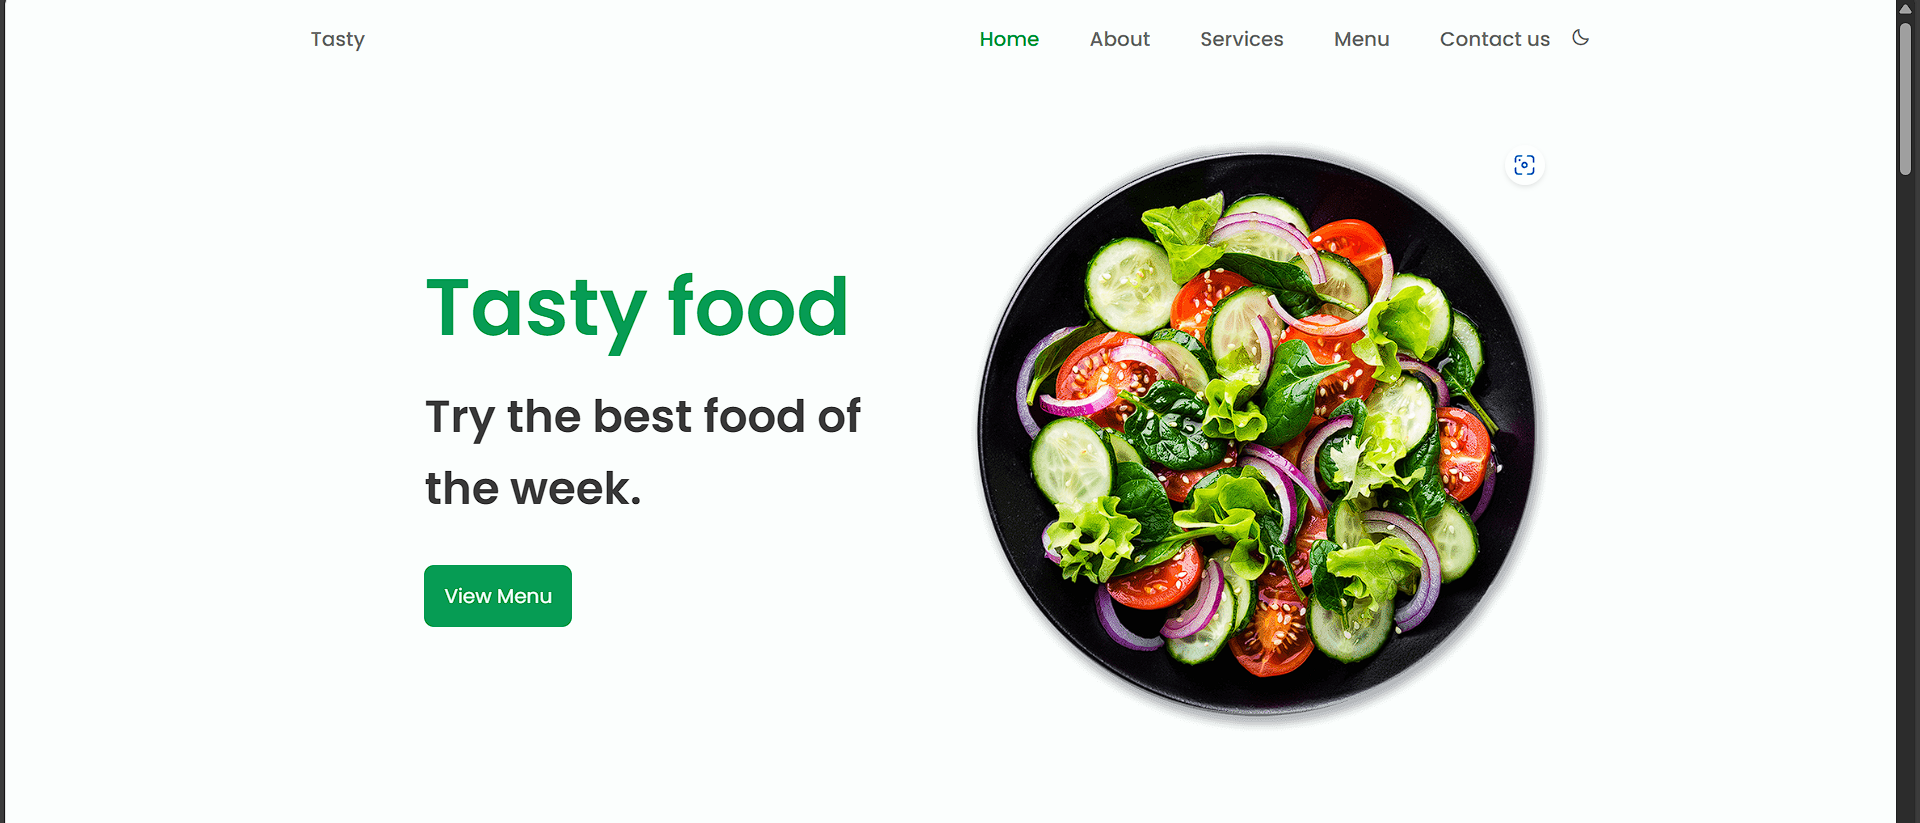 Tasty
Home About Services Menu Contact us
Tasty food
Try the best food of
the week.
View Menu